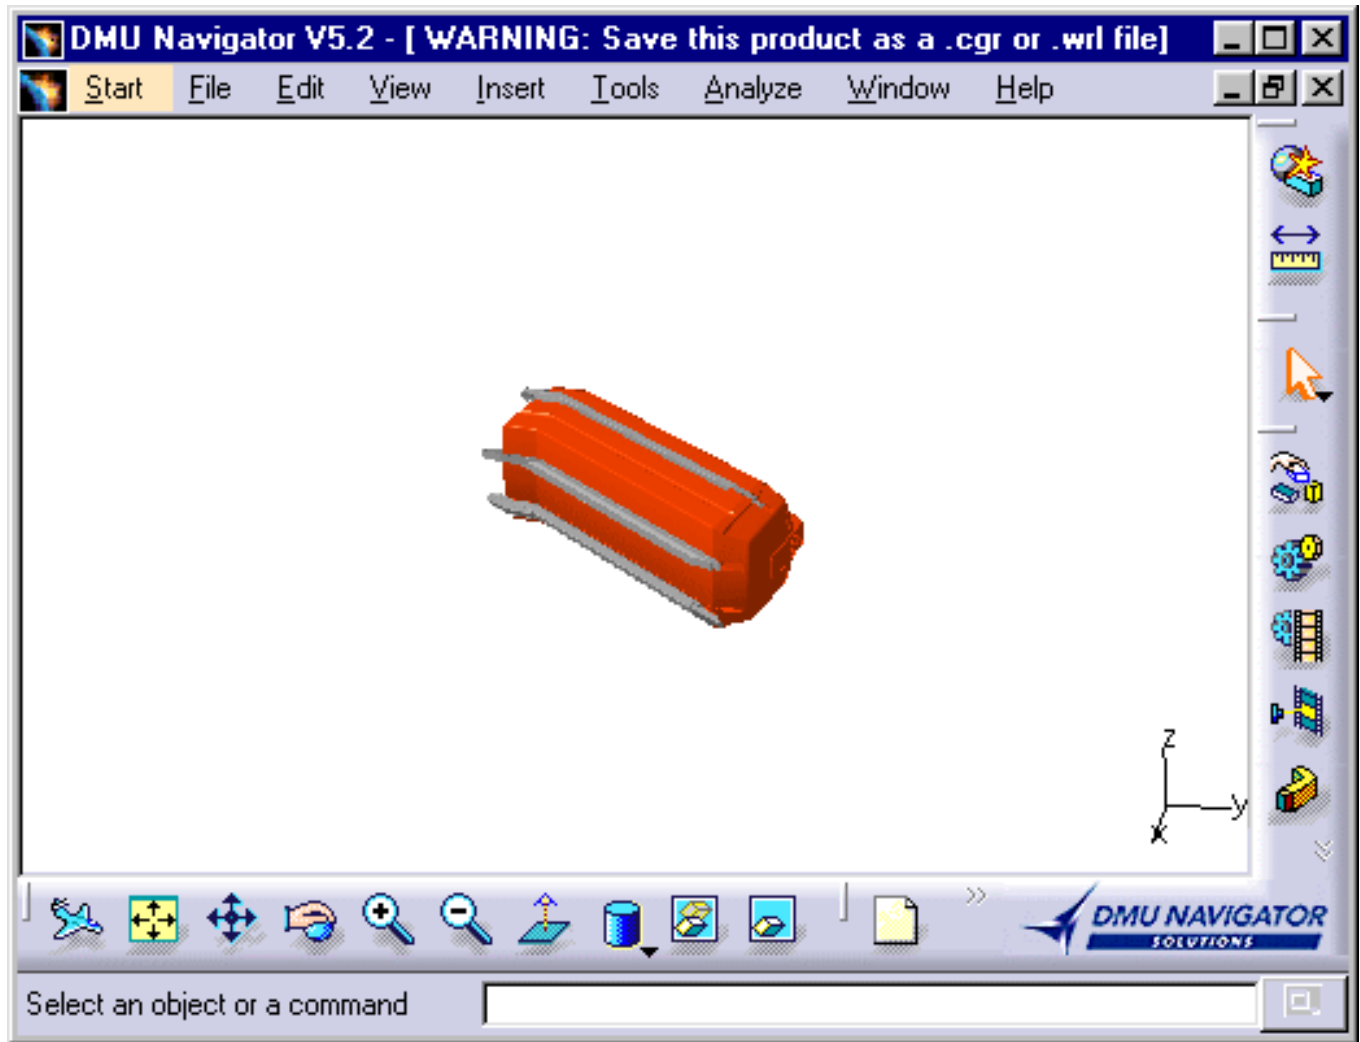 DMU Navigator V5.2 - [ WARNING: Save this product as a .cgr or .wrl file]
Start File Edit View Insert Tools Analyze Window Help
z
y
x
DMU NAVIGATOR
SOLUTIONS
Select an object or a command